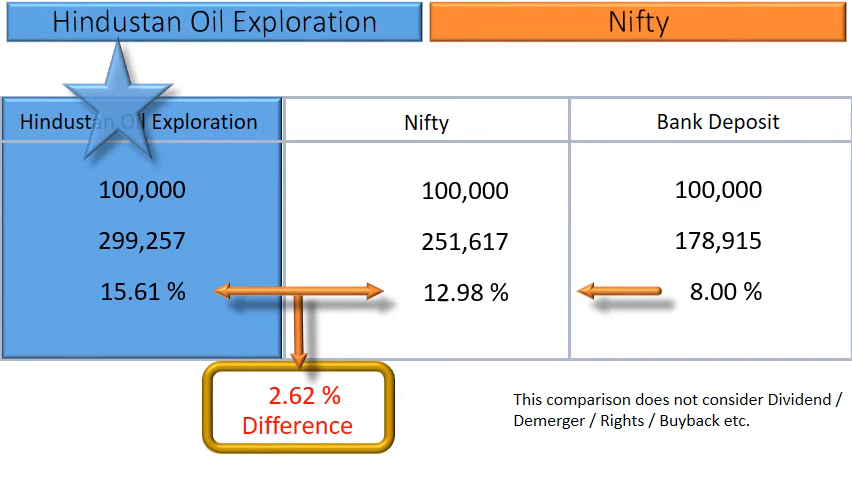 Hindustan Oil Exploration
Nifty
Hindustan Oil Exploration
Nifty
Bank Deposit
100,000
100,000
100,000
299,257
251,617
178,915
15.61 %
12.98 %
8.00 %
2.62 %
Difference
This comparison does not consider Dividend /
Demerger / Rights / Buyback etc.